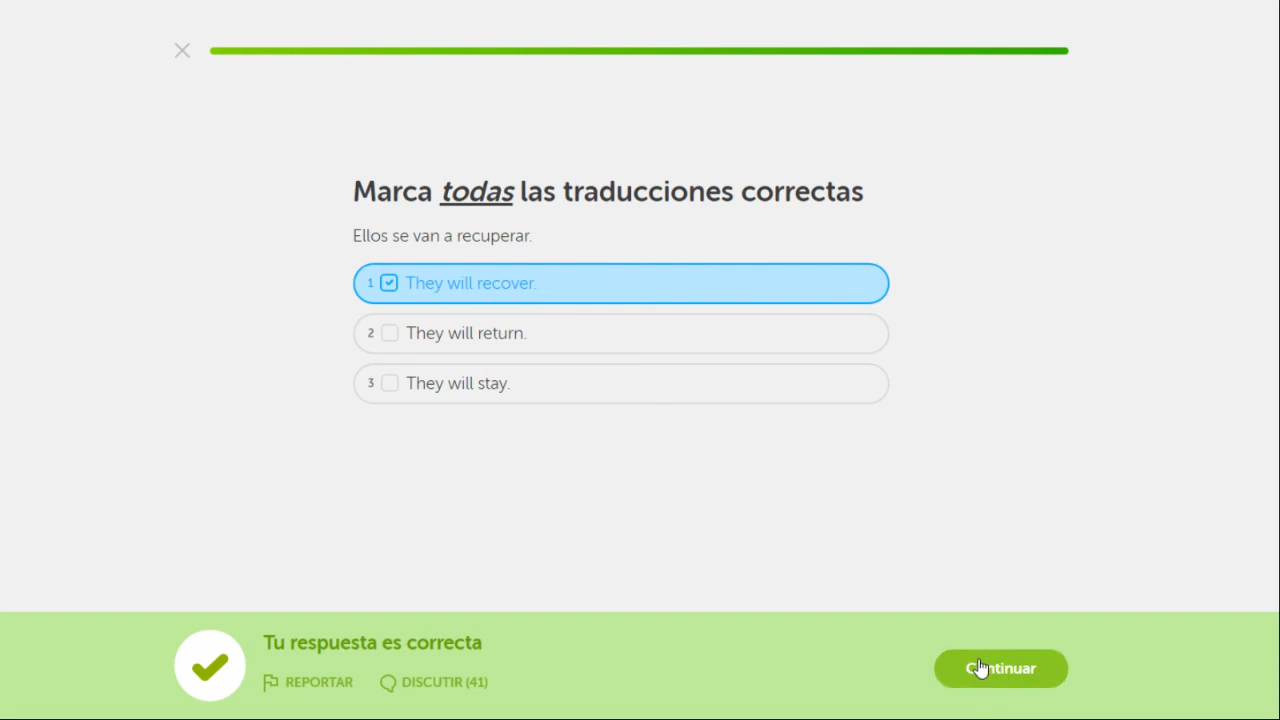 Marca todas las traducciones correctas
Ellos se van a recuperar.
1 They will recover.
2 They will return.
3 They will stay.
Tu respuesta es correcta
REPORTAR DISCUTIR (41)
Continuar